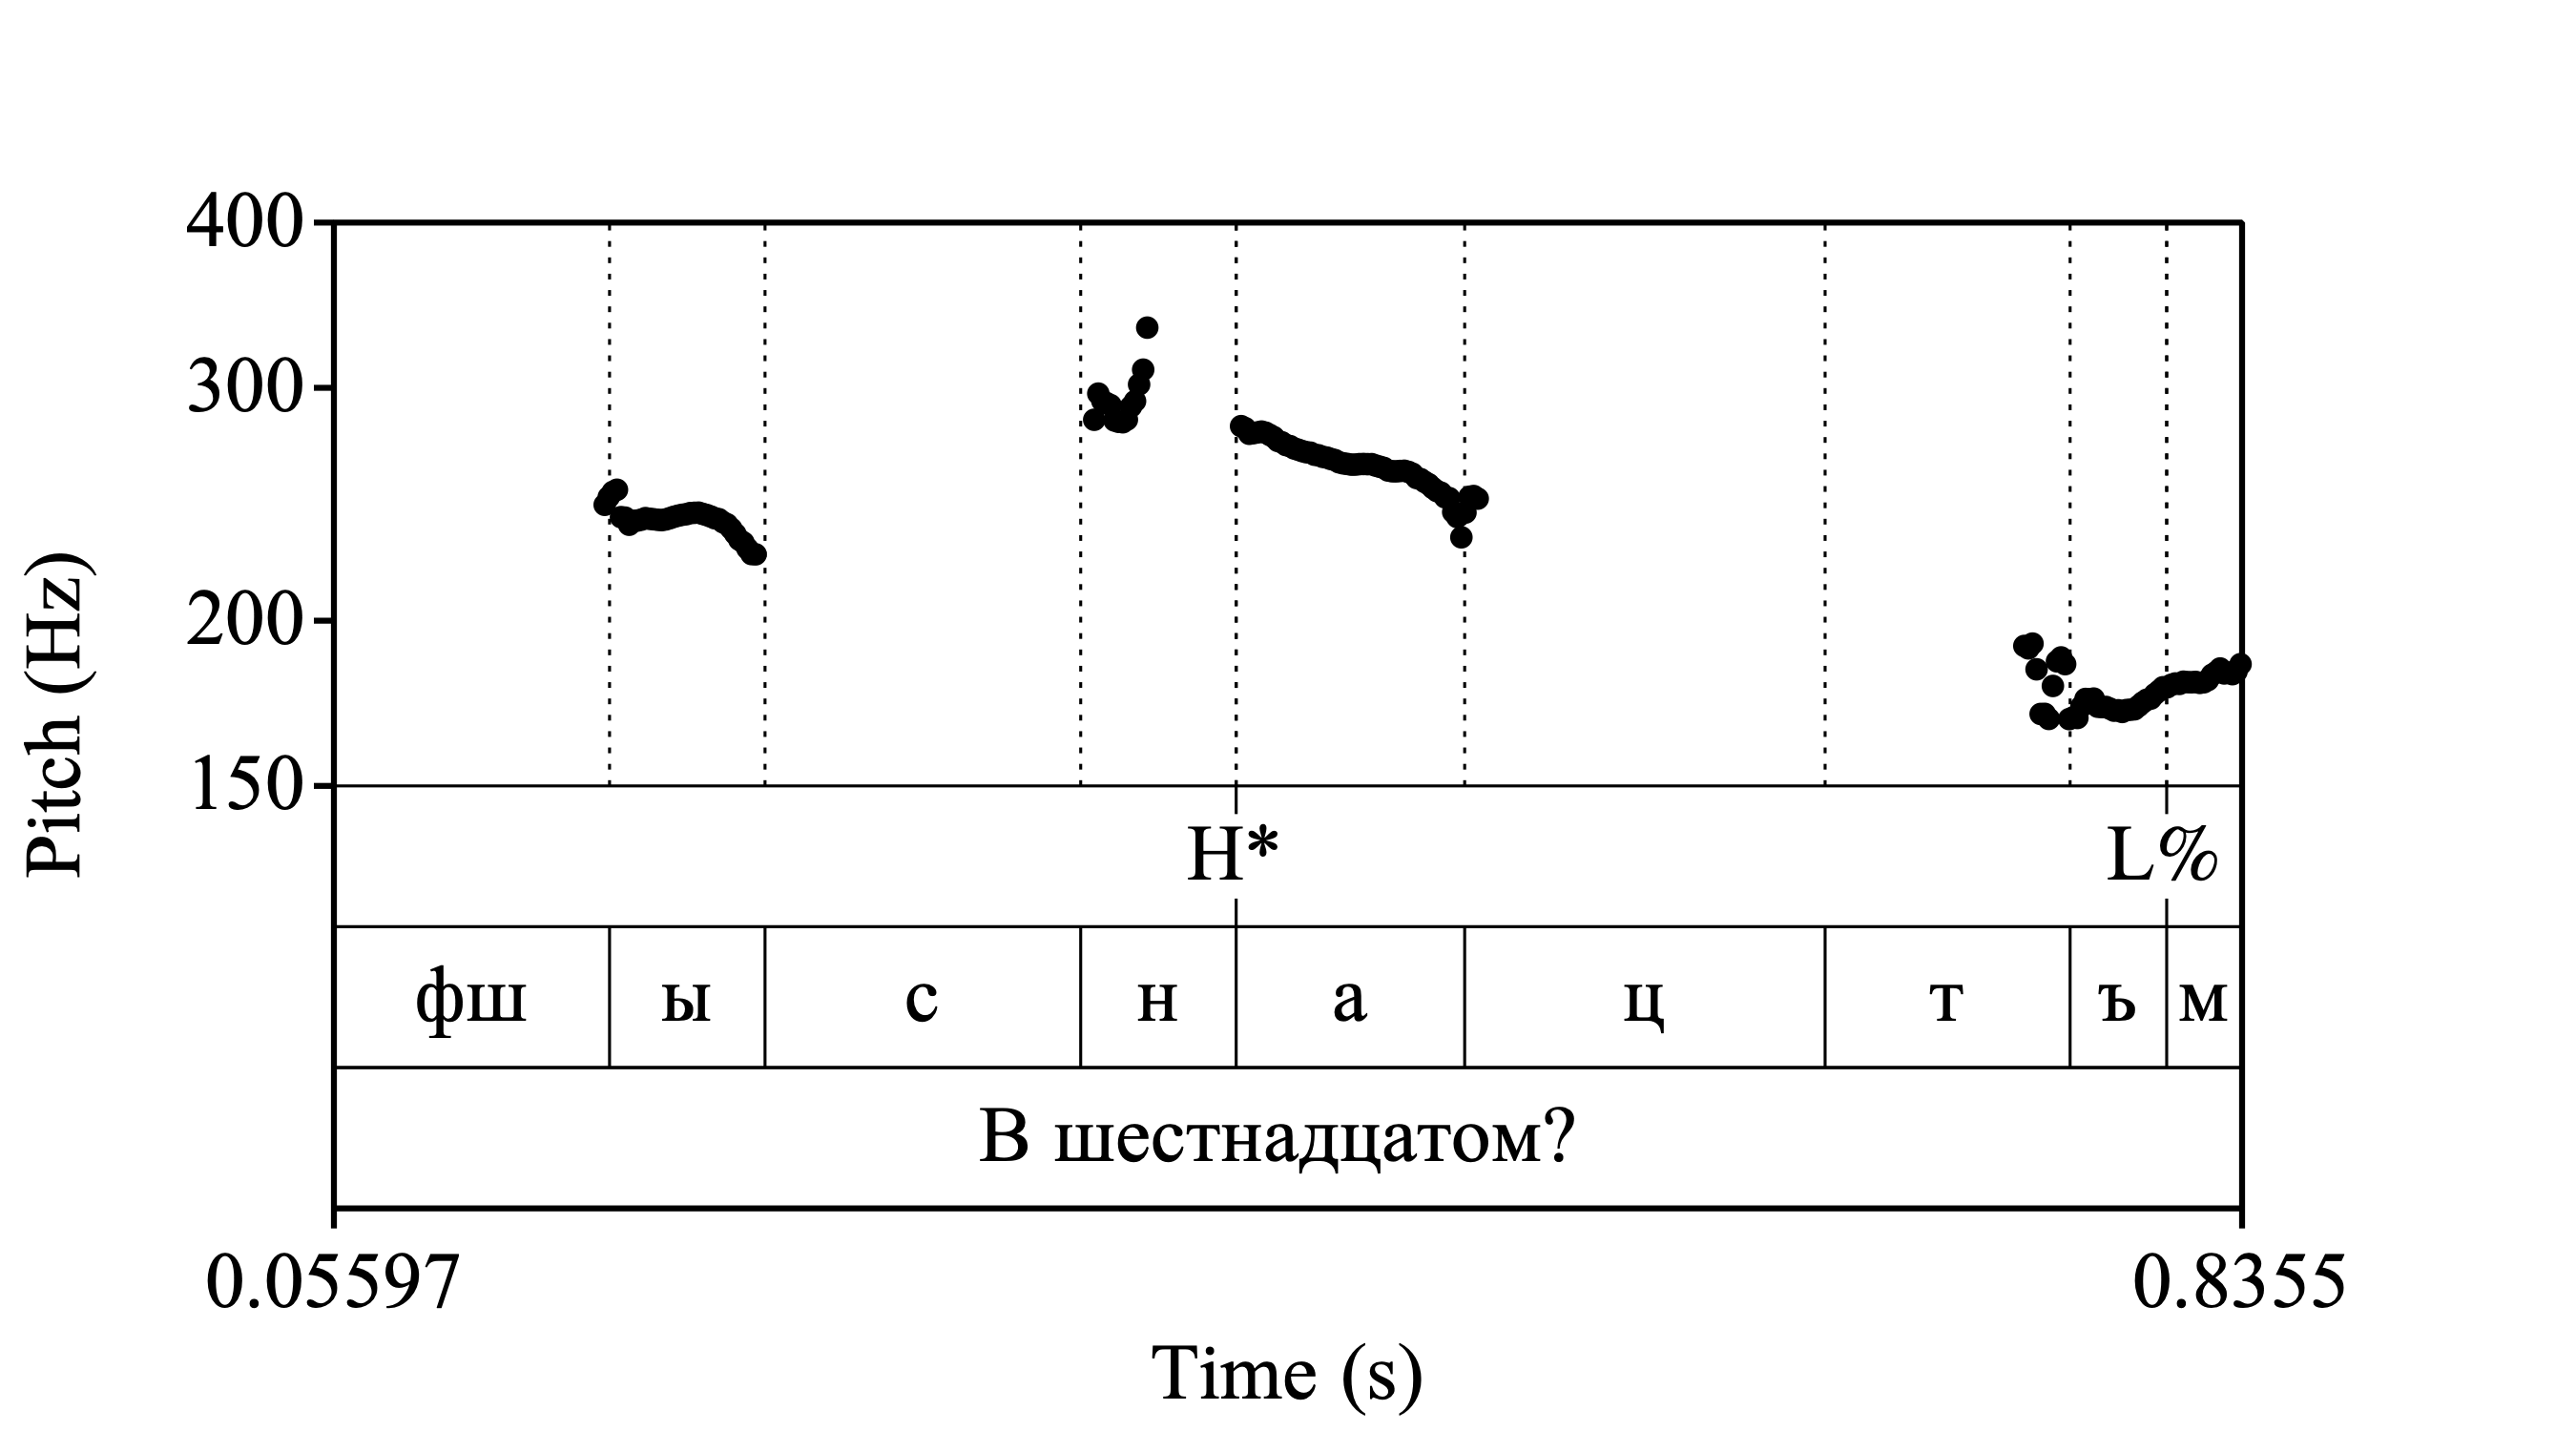 400
300
200
150
Pitch (Hz)
H* L%
фш ы с н а ц т ъ м
В шестнадцатом?
0.05597 0.8355
Time (s)